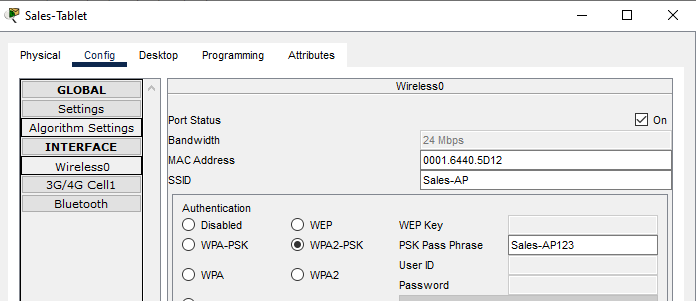 Sales-Tablet
Physical Config Desktop Programming Attributes
GLOBAL
Settings
Algorithm Settings
INTERFACE
Wireless0
3G/4G Cell1
Bluetooth
Wireless0
Port Status On
Bandwidth 24 Mbps
MAC Address 0001.6440.5D12
SSID Sales-AP
Authentication
Disabled WEP WEP Key
WPA-PSK WPA2-PSK PSK Pass Phrase Sales-AP123
User ID
WPA WPA2
Password